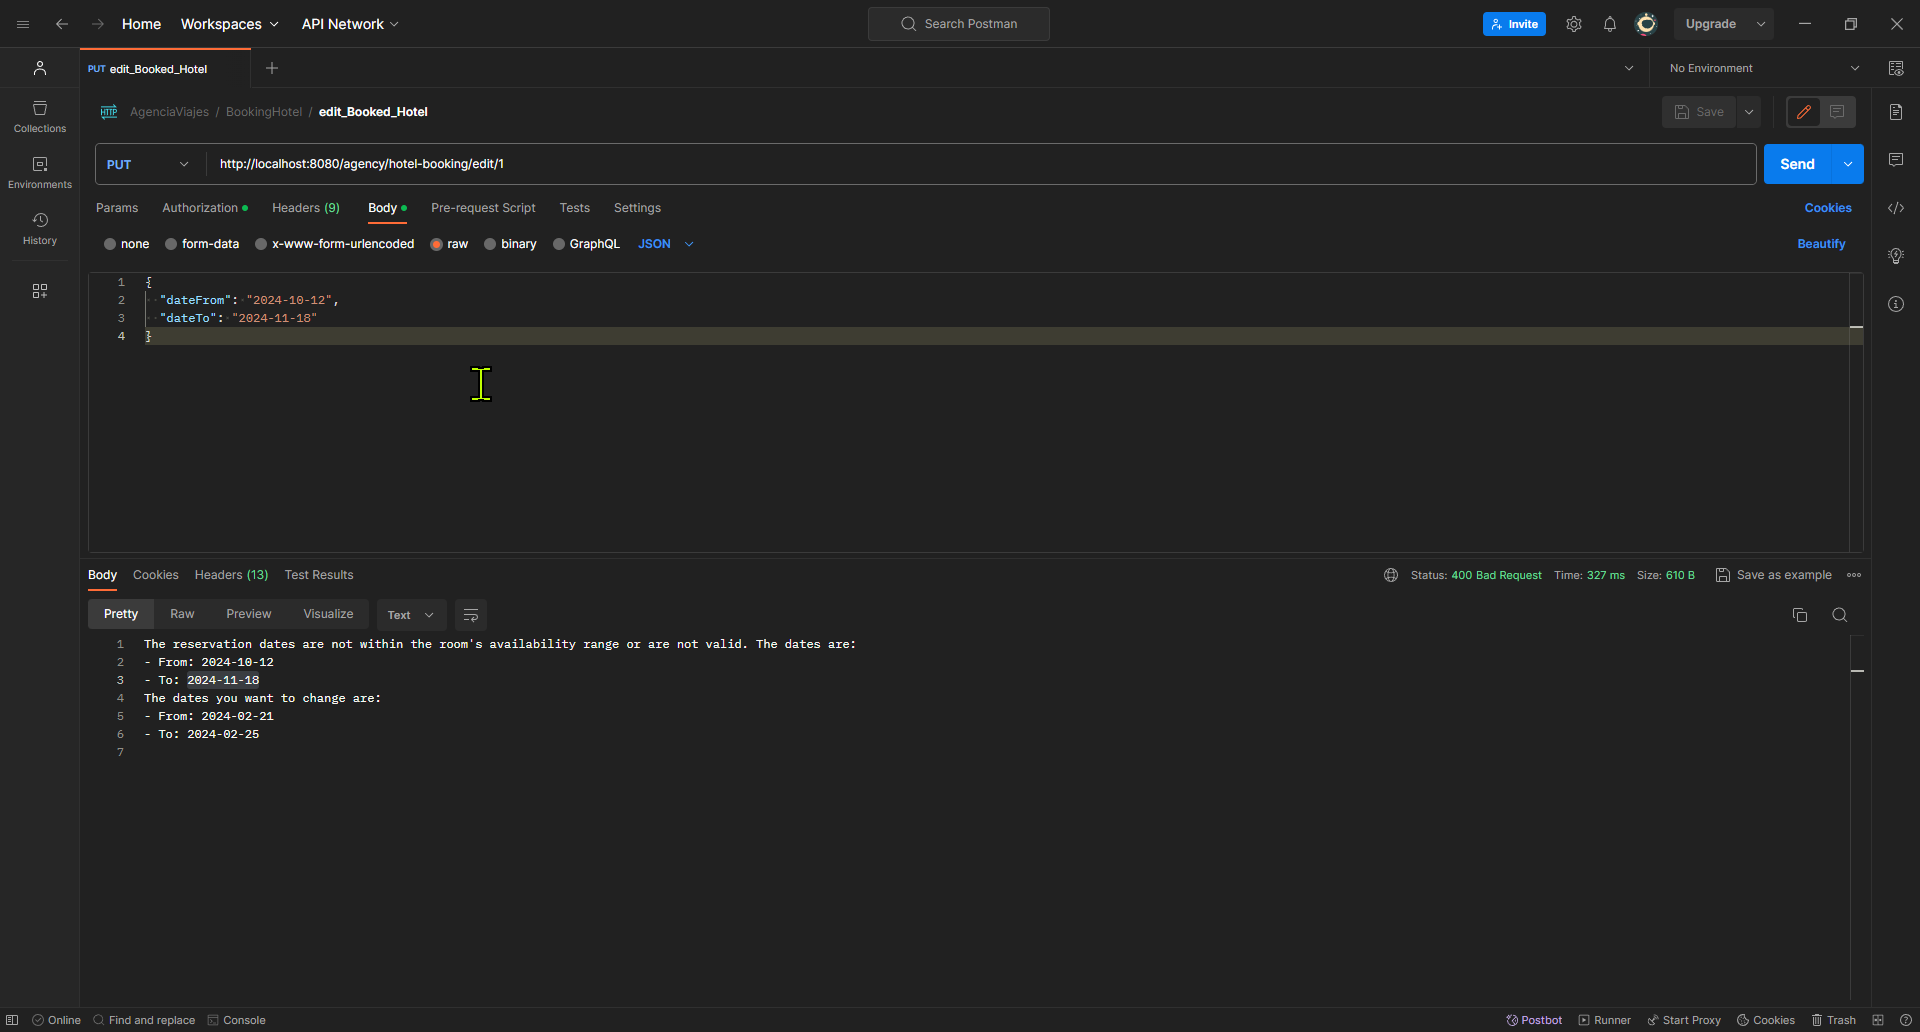 Home Workspaces API Network Search Postman Invite Upgrade
PUT edit_Booked_Hotel No Environment
HTTP AgenciaViajes / BookingHotel / edit_Booked_Hotel Save
Collections
PUT http://localhost:8080/agency/hotel-booking/edit/1 Send
Environments
Params Authorization Headers (9) Body Pre-request Script Tests Settings Cookies
History
none form-data x-www-form-urlencoded raw binary GraphQL JSON Beautify
1 {
2 "dateFrom": "2024-10-12",
3 "dateTo": "2024-11-18"
4 }
Body Cookies Headers (13) Test Results Status: 400 Bad Request Time: 327 ms Size: 610 B Save as example
Pretty Raw Preview Visualize Text
1 The reservation dates are not within the room's availability range or are not valid. The dates are:
2 - From: 2024-10-12
3 - To: 2024-11-18
4 The dates you want to change are:
5 - From: 2024-02-21
6 - To: 2024-02-25
7
Online Find and replace Console Postbot Runner Start Proxy Cookies Trash